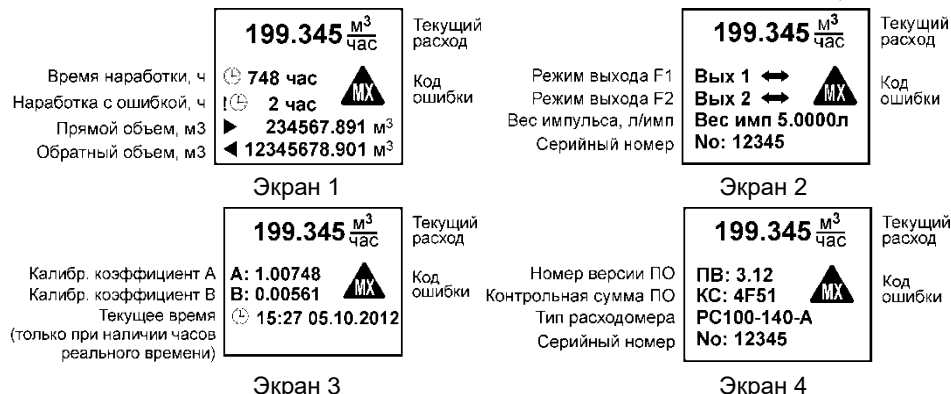 199.345 м³/час
Текущий расход
Время наработки, ч
748 час
Наработка с ошибкой, ч
! 2 час
Прямой объем, м3
234567.891 м³
Обратный объем, м3
12345678.901 м³
МХ
Код ошибки
Экран 1
199.345 м³/час
Текущий расход
Режим выхода F1
Вых 1
Режим выхода F2
Вых 2
Вес импульса, л/имп
Вес имп 5.0000л
Серийный номер
No: 12345
МХ
Код ошибки
Экран 2
199.345 м³/час
Текущий расход
Калибр. коэффициент А
A: 1.00748
Калибр. коэффициент В
B: 0.00561
Текущее время
(только при наличии часов
реального времени)
15:27 05.10.2012
МХ
Код ошибки
Экран 3
199.345 м³/час
Текущий расход
Номер версии ПО
ПВ: 3.12
Контрольная сумма ПО
КС: 4F51
Тип расходомера
РС100-140-А
Серийный номер
No: 12345
МХ
Код ошибки
Экран 4